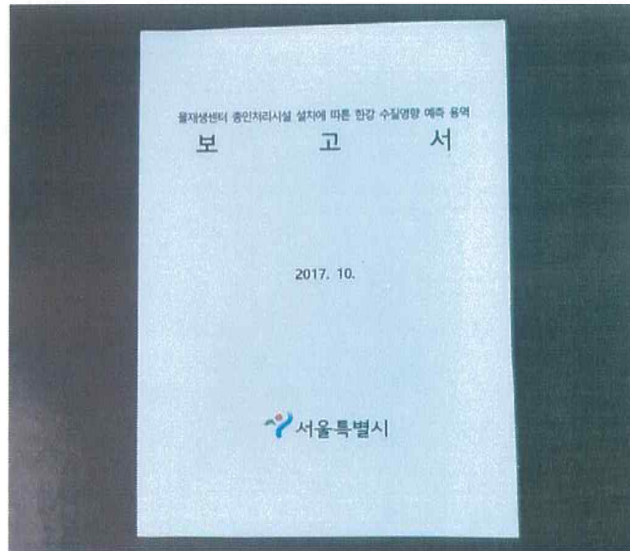 물재생센터 총인처리시설 설치에 따른 한강 수질영향 예측 용역
보 고 서
2017. 10.
서울특별시